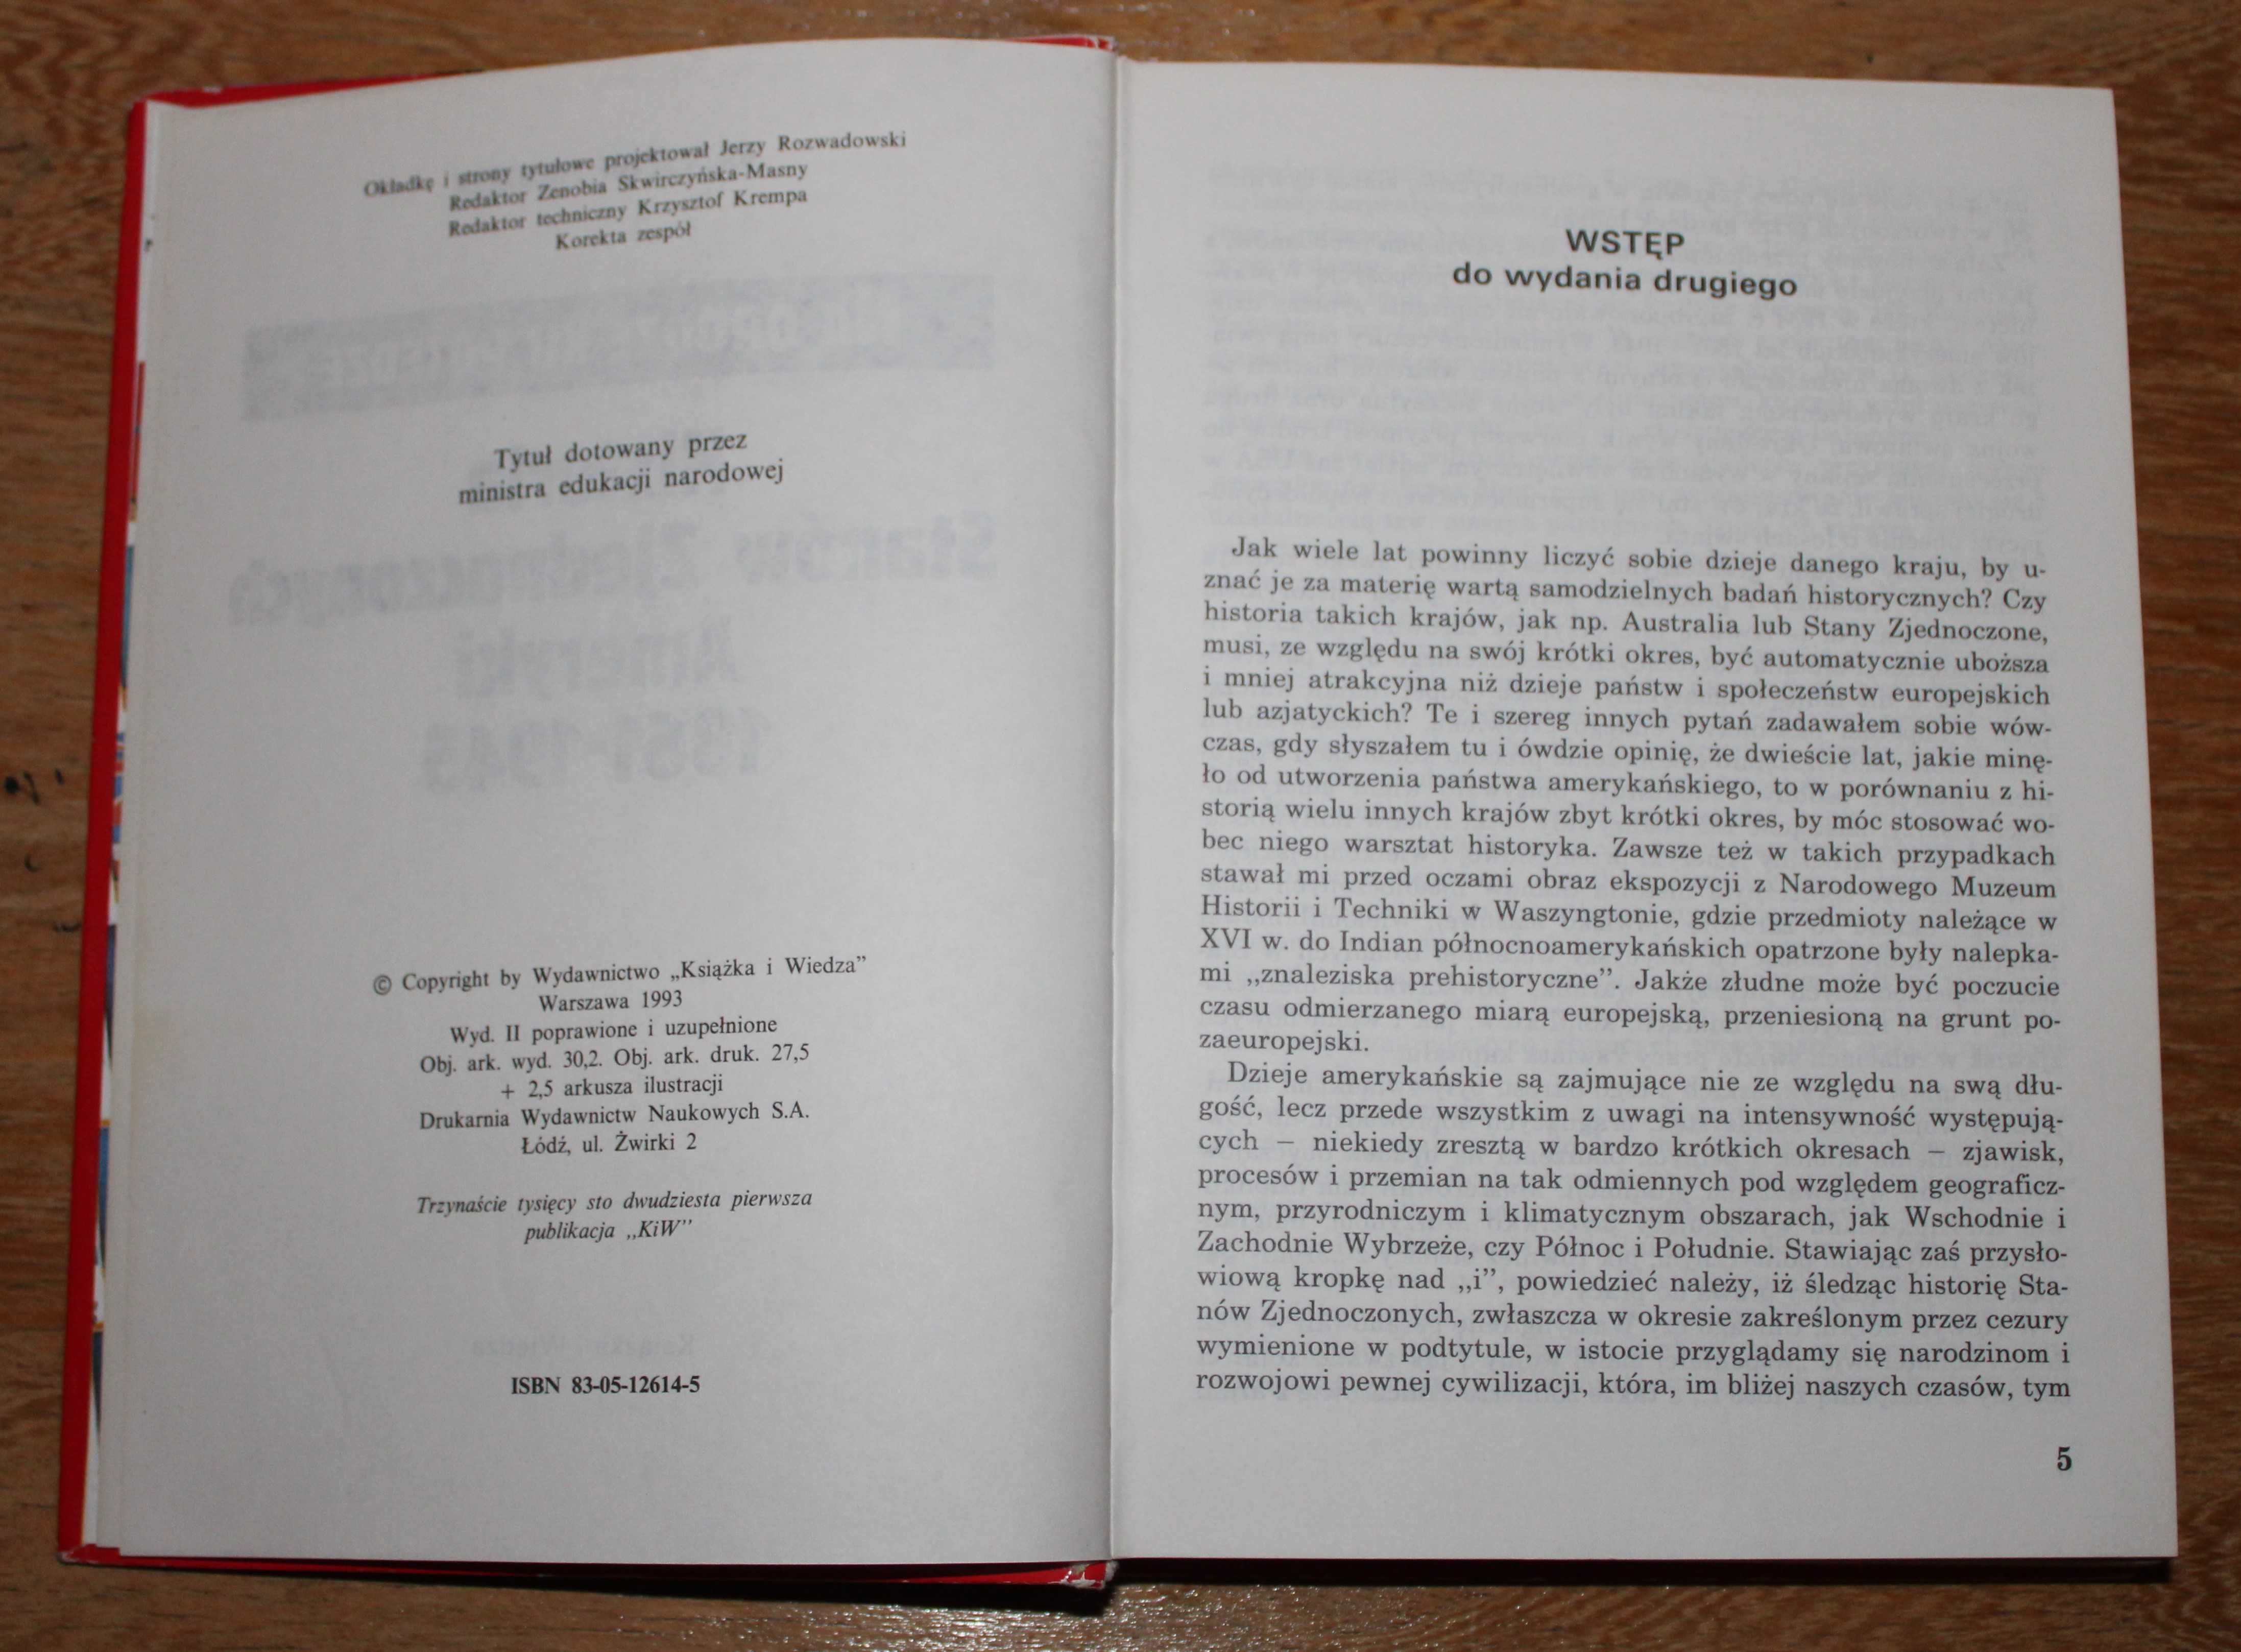 Okładkę i strony tytułowe projektował Jerzy Rozwadowski
Redaktor Zenobia Skwirczyńska-Masny
Redaktor techniczny Krzysztof Krempa
Korekta zespół
Tytuł dotowany przez
ministra edukacji narodowej
© Copyright by Wydawnictwo „Książka i Wiedza”
Warszawa 1993
Wyd. II poprawione i uzupełnione
Obj. ark. wyd. 30,2. Obj. ark. druk. 27,5
+ 2,5 arkusza ilustracji
Drukarnia Wydawnictw Naukowych S.A.
Łódź, ul. Żwirki 2
Trzynaście tysięcy sto dwudziesta pierwsza
publikacja „KiW”
ISBN 83-05-12614-5
WSTĘP
do wydania drugiego
Jak wiele lat powinny liczyć sobie dzieje danego kraju, by u-
znać je za materię wartą samodzielnych badań historycznych? Czy
historia takich krajów, jak np. Australia lub Stany Zjednoczone,
musi, ze względu na swój krótki okres, być automatycznie uboższa
i mniej atrakcyjna niż dzieje państw i społeczeństw europejskich
lub azjatyckich? Te i szereg innych pytań zadawałem sobie wów-
czas, gdy słyszałem tu i ówdzie opinię, że dwieście lat, jakie minę-
ło od utworzenia państwa amerykańskiego, to w porównaniu z hi-
storią wielu innych krajów zbyt krótki okres, by móc stosować wo-
bec niego warsztat historyka. Zawsze też w takich przypadkach
stawał mi przed oczami obraz ekspozycji z Narodowego Muzeum
Historii i Techniki w Waszyngtonie, gdzie przedmioty należące w
XVI w. do Indian północnoamerykańskich opatrzone były nalepka-
mi „znaleziska prehistoryczne”. Jakże złudne może być poczucie
czasu odmierzanego miarą europejską, przeniesioną na grunt po-
zaeuropejski.
Dzieje amerykańskie są zajmujące nie ze względu na swą dłu-
gość, lecz przede wszystkim z uwagi na intensywność występują-
cych — niekiedy zresztą w bardzo krótkich okresach — zjawisk,
procesów i przemian na tak odmiennych pod względem geograficz-
nym, przyrodniczym i klimatycznym obszarach, jak Wschodnie i
Zachodnie Wybrzeże, czy Północ i Południe. Stawiając zaś przysło-
wiową kropkę nad „i”, powiedzieć należy, iż śledząc historię Sta-
nów Zjednoczonych, zwłaszcza w okresie zakreślonym przez cezury
wymienione w podtytule, w istocie przyglądamy się narodzinom i
rozwojowi pewnej cywilizacji, która, im bliżej naszych czasów, tym
5